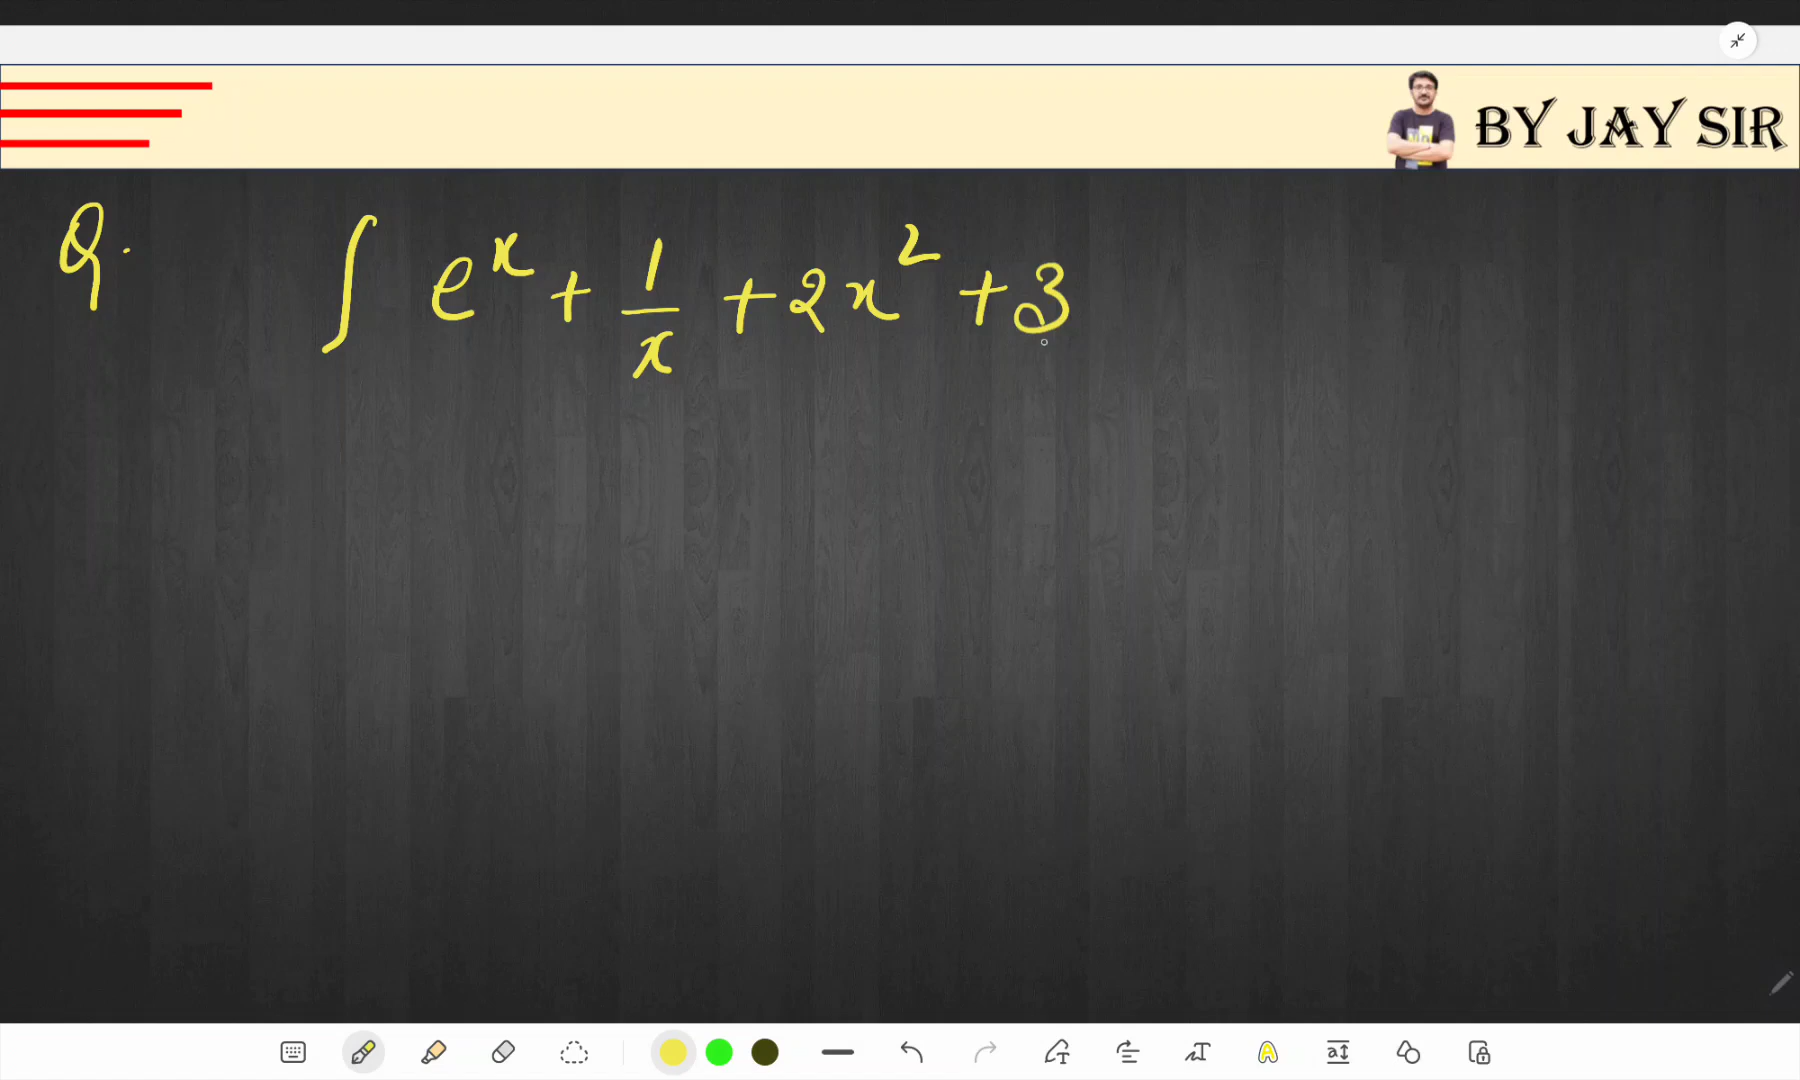 BY JAY SIR
Q. ∫ e^x + 1/x + 2x^2 + 3